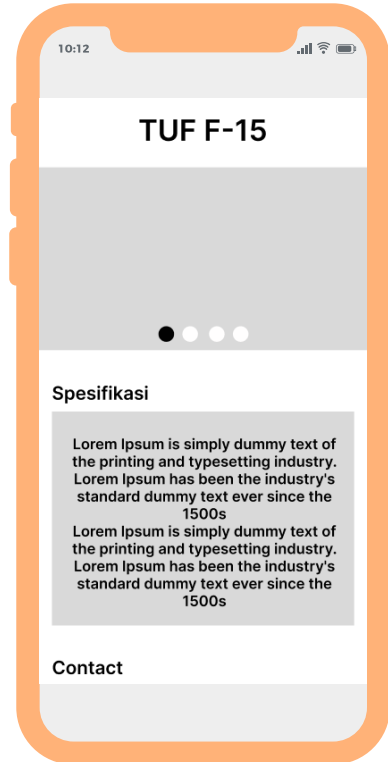 10:12
TUF F-15
Spesifikasi
Lorem Ipsum is simply dummy text of
the printing and typesetting industry.
Lorem Ipsum has been the industry's
standard dummy text ever since the
1500s
Lorem Ipsum is simply dummy text of
the printing and typesetting industry.
Lorem Ipsum has been the industry's
standard dummy text ever since the
1500s
Contact